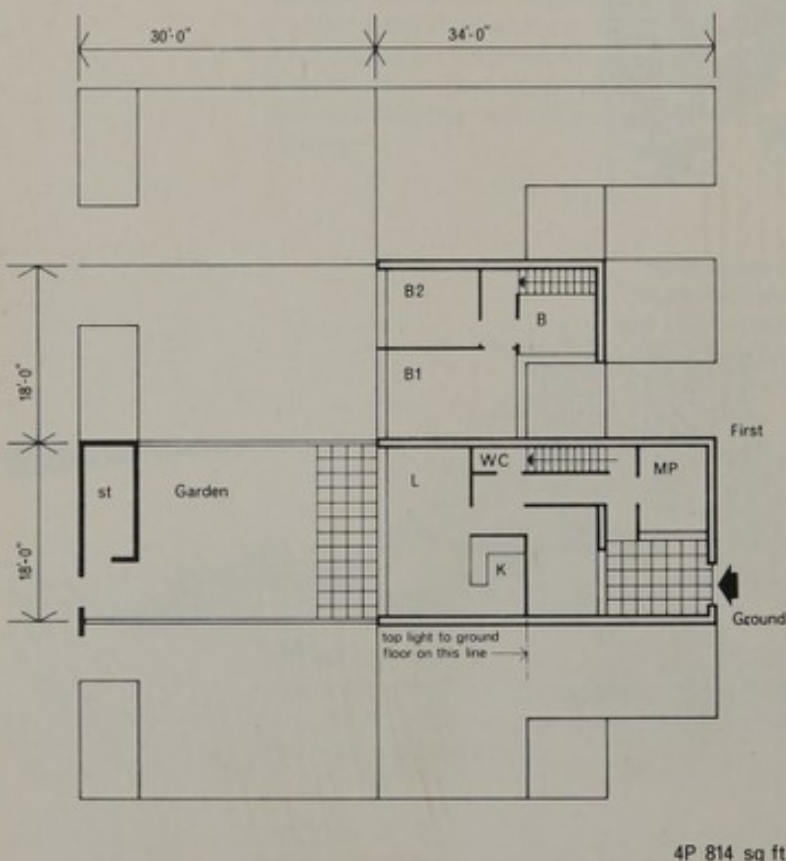 30'-0"
34'-0"
B2
B
B1
18'-0"
First
WC
MP
L
st
Garden
18'-0"
K
Ground
top light to ground
floor on this line
4P 814 sq ft